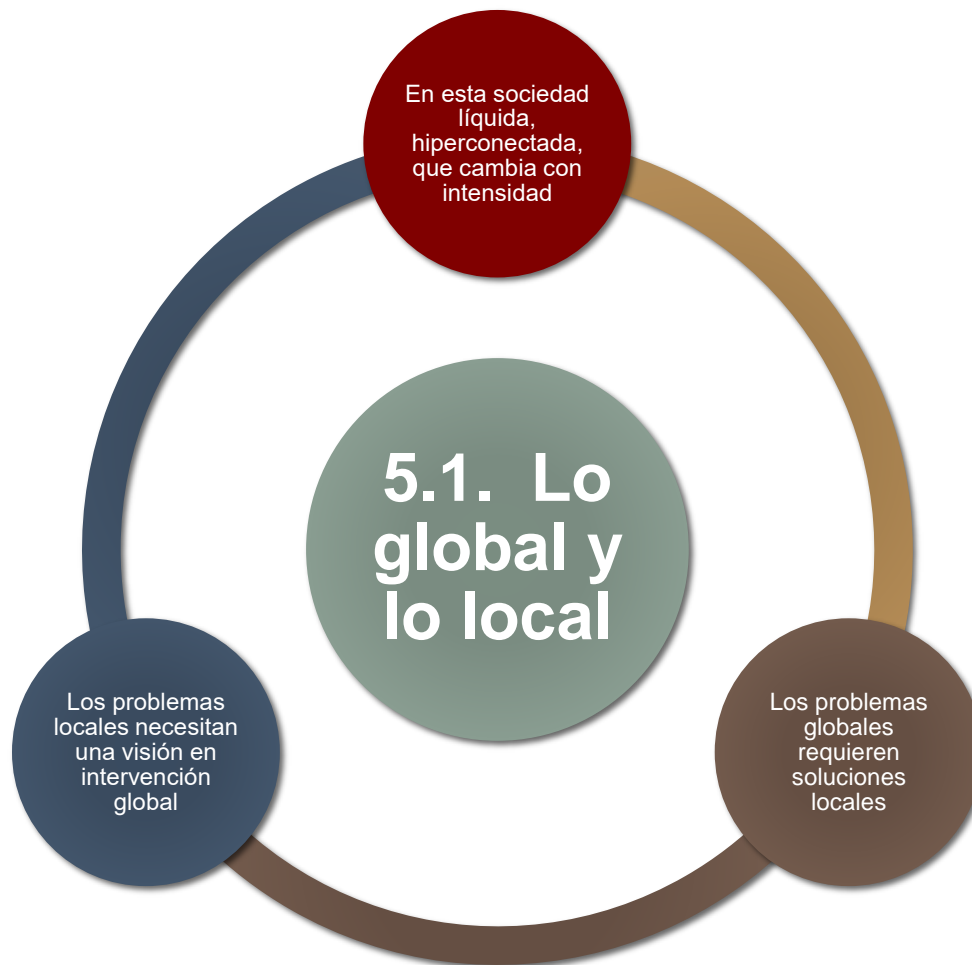 En esta sociedad
líquida,
hiperconectada,
que cambia con
intensidad
5.1. Lo
global y
lo local
Los problemas
locales necesitan
una visión en
intervención
global
Los problemas
globales
requieren
soluciones
locales